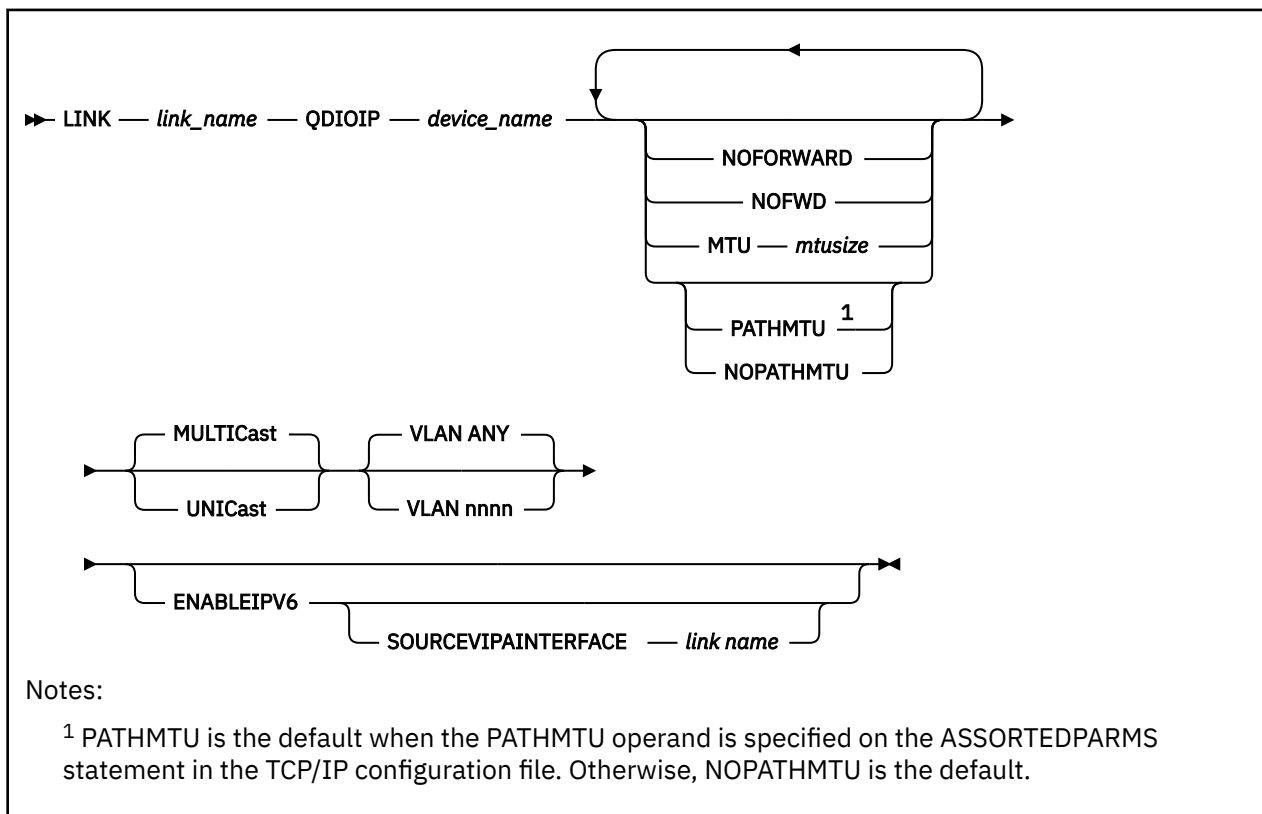 LINK link_name QDIOIP device_name
NOFORWARD
NOFWD
MTU mtusize
PATHMTU 1
NOPATHMTU
MULTICast VLAN ANY
UNICast VLAN nnnn
ENABLEIPV6
SOURCEVIPAINTERFACE link name
Notes:
1 PATHMTU is the default when the PATHMTU operand is specified on the ASSORTEDPARMS
statement in the TCP/IP configuration file. Otherwise, NOPATHMTU is the default.